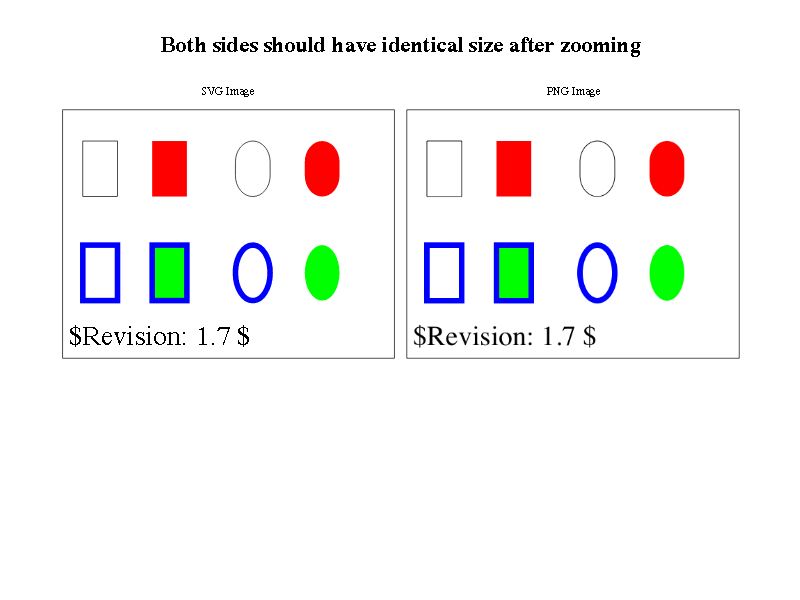 Both sides should have identical size after zooming
SVG Image
PNG Image
$Revision: 1.7 $
$Revision: 1.7 $